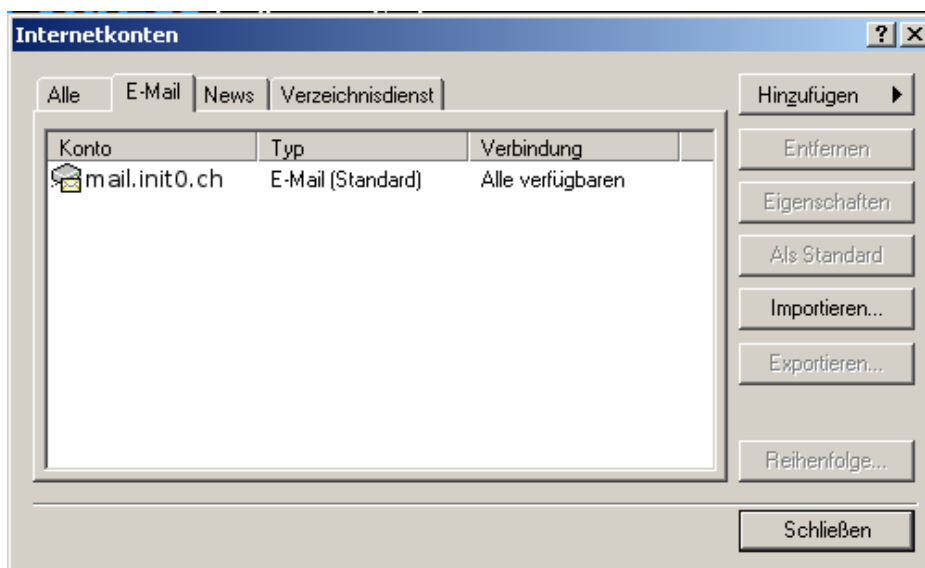 Internetkonten
Alle E-Mail News Verzeichnisdienst
Konto Typ Verbindung
mail.init0.ch E-Mail (Standard) Alle verfügbaren
Hinzufügen
Entfernen
Eigenschaften
Als Standard
Importieren...
Exportieren...
Reihenfolge...
Schließen